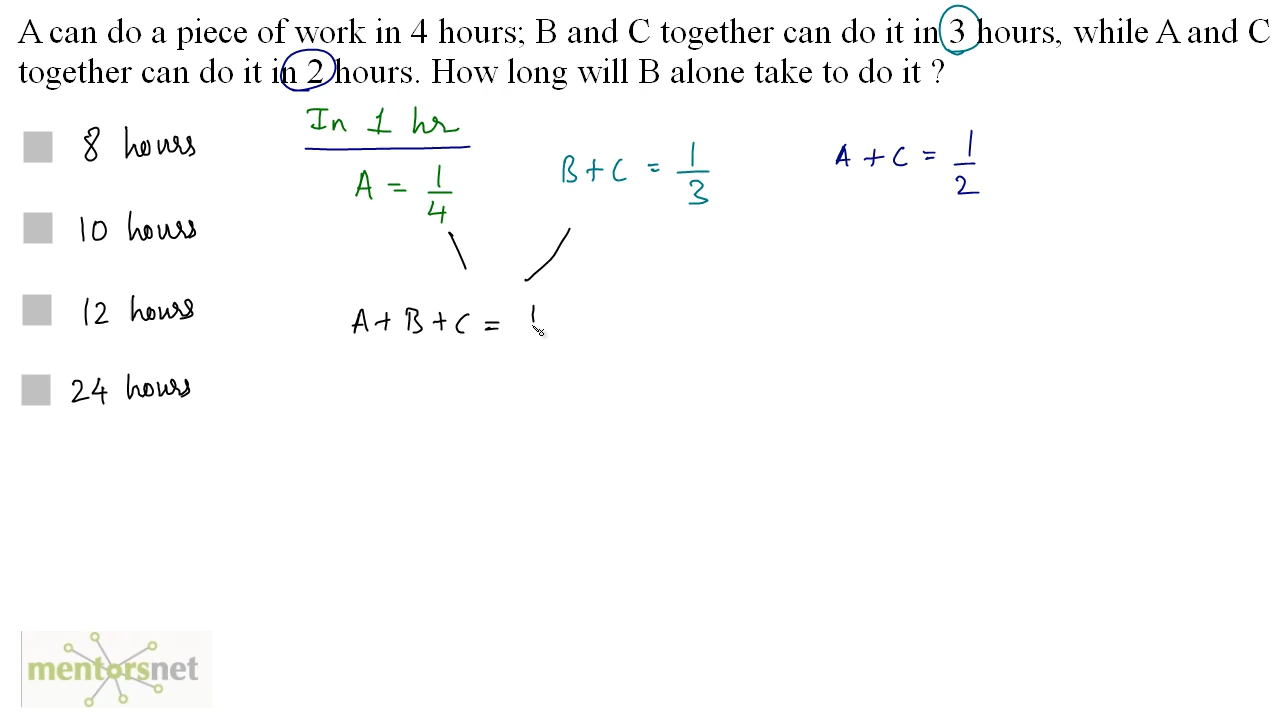 A can do a piece of work in 4 hours; B and C together can do it in 3 hours, while A and C
together can do it in 2 hours. How long will B alone take to do it ?
8 hours
10 hours
12 hours
24 hours
In 1 hr
A = 1/4
B + C = 1/3
A + C = 1/2
A + B + C = 1
mentorsnet